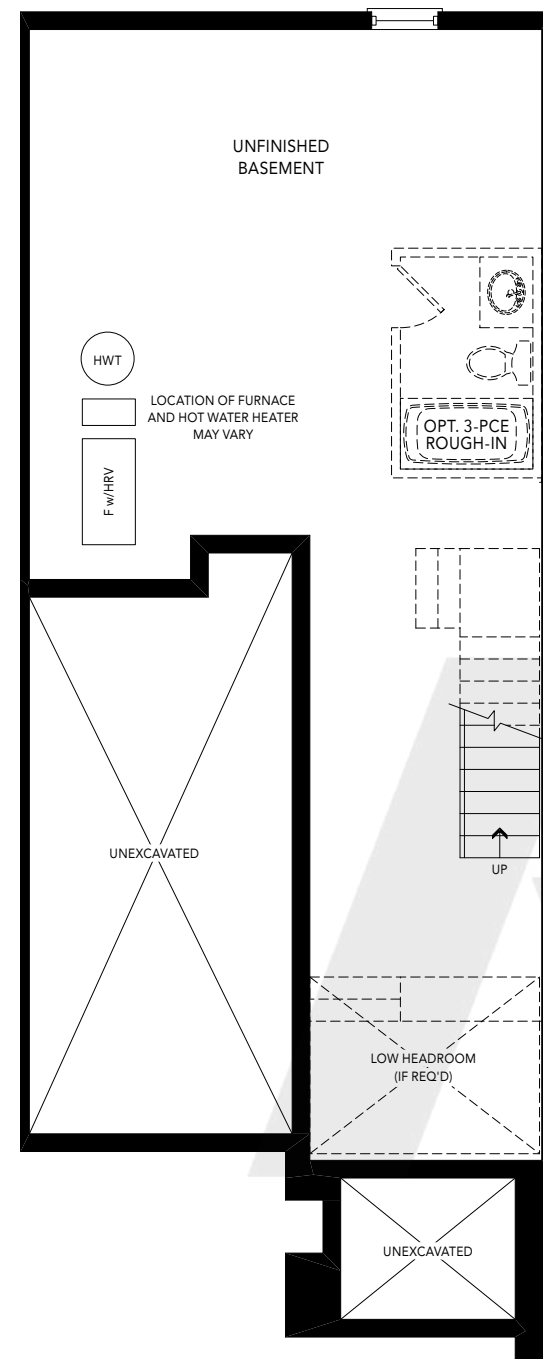 UNFINISHED
BASEMENT
HWT
LOCATION OF FURNACE
AND HOT WATER HEATER
MAY VARY
F w/HRV
OPT. 3-PCE
ROUGH-IN
UNEXCAVATED
UP
LOW HEADROOM
(IF REQ'D)
UNEXCAVATED